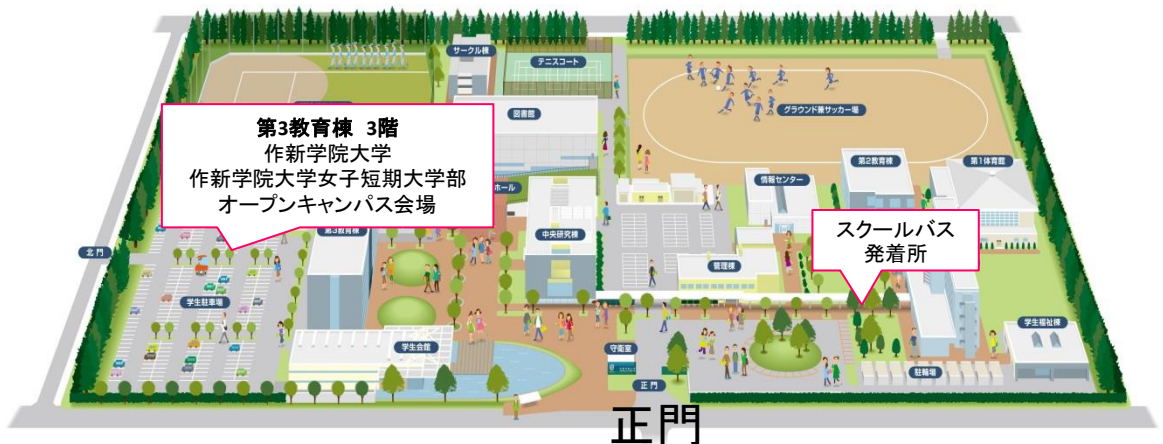 サークル棟
テニスコート
図書館
グラウンド兼サッカー場
第3教育棟 3階
作新学院大学
作新学院大学女子短期大学部
オープンキャンパス会場
ホール
第2教育棟
第1体育館
情報センター
スクールバス
発着所
北門
第3教育棟
中央研究棟
管理棟
学生駐車場
学生会館
守衛室
学生福祉棟
駐輪場
正門
正門